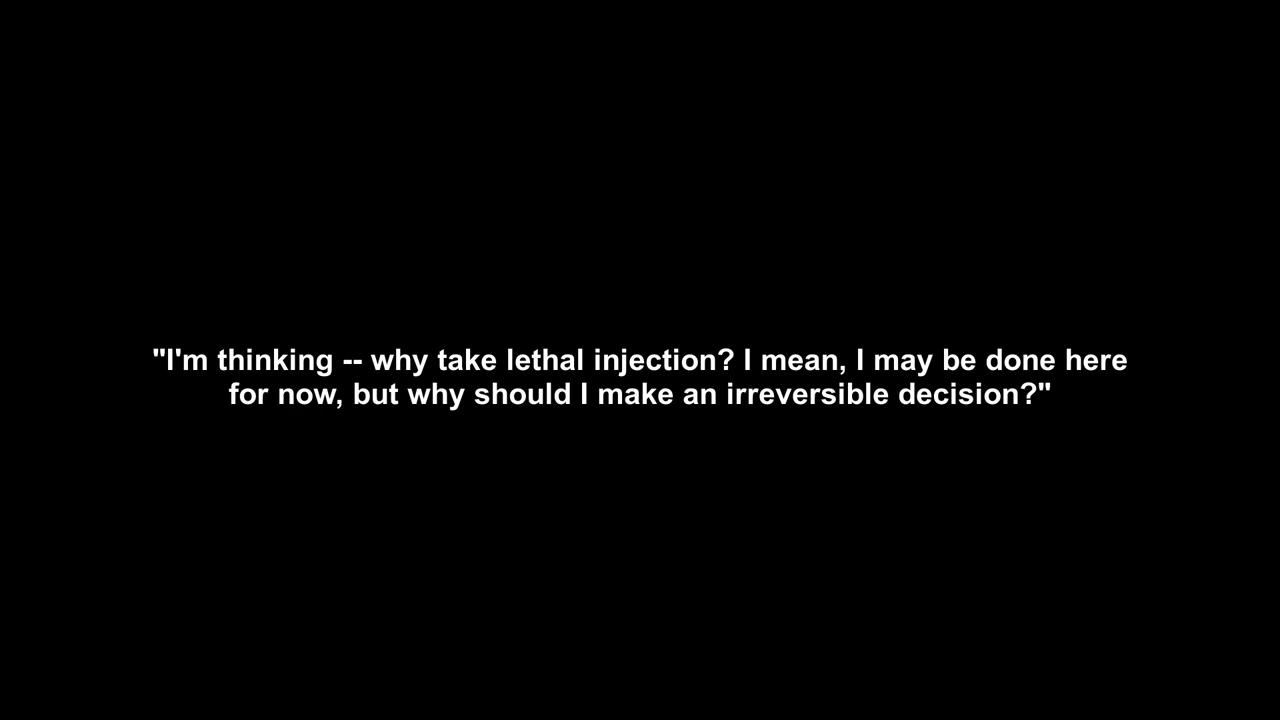 "I'm thinking -- why take lethal injection? I mean, I may be done here
for now, but why should I make an irreversible decision?"